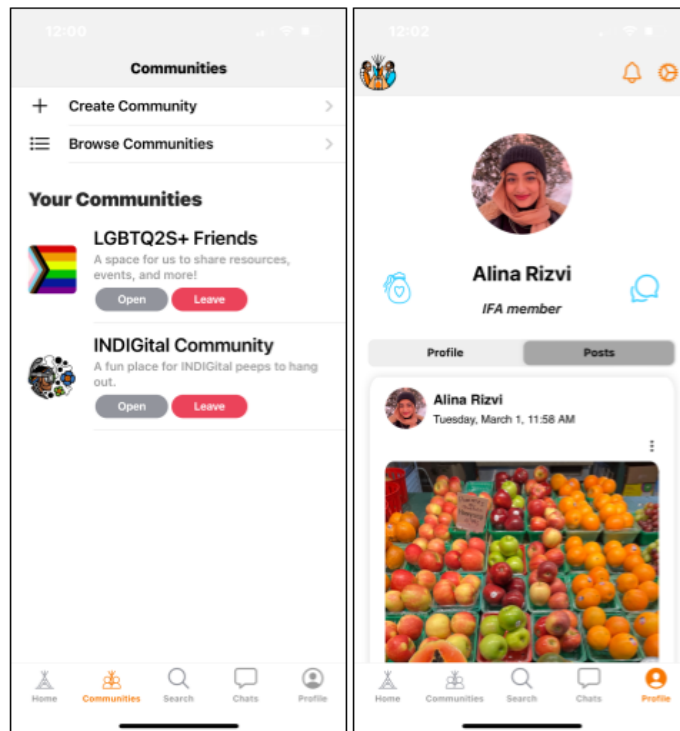 12:00
Communities
Create Community
Browse Communities
Your Communities
LGBTQ2S+ Friends
A space for us to share resources,
events, and more!
Open
Leave
INDIGital Community
A fun place for INDIGital peeps to hang
out.
Open
Leave
Home
Communities
Search
Chats
Profile
12:02
Alina Rizvi
IFA member
Profile
Posts
Alina Rizvi
Tuesday, March 1, 11:58 AM
Home
Communities
Search
Chats
Profile